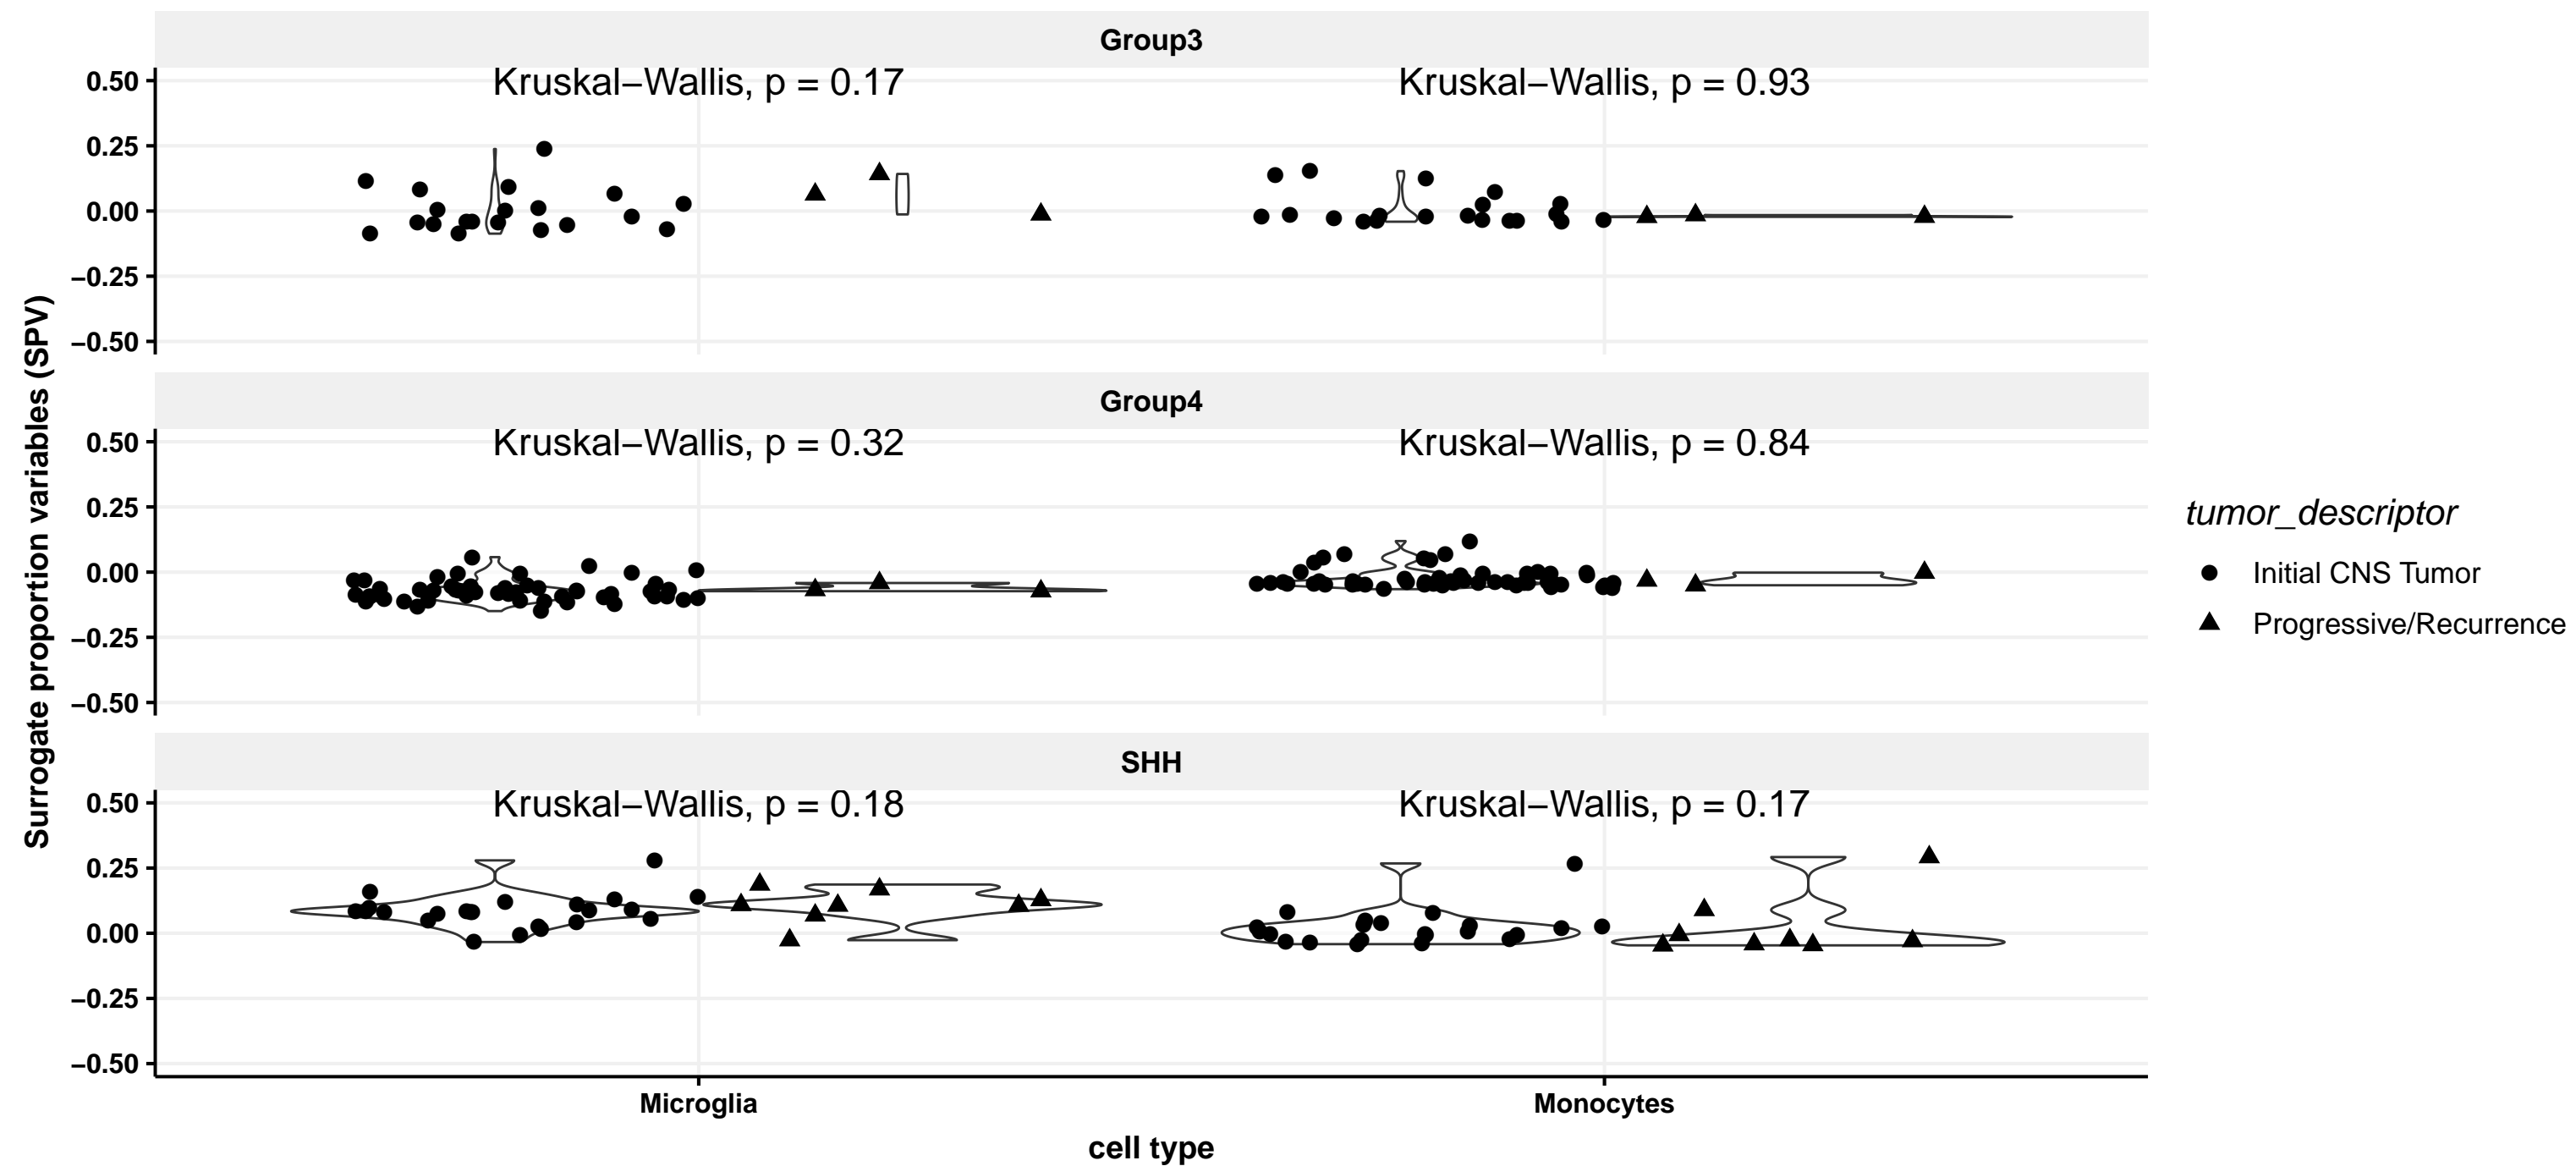 Group3
Kruskal−Wallis, p = 0.17
Kruskal−Wallis, p = 0.93
0.50
0.25
0.00
−0.25
−0.50
Group4
Kruskal−Wallis, p = 0.32
Kruskal−Wallis, p = 0.84
0.50
0.25
0.00
−0.25
−0.50
SHH
Kruskal−Wallis, p = 0.18
Kruskal−Wallis, p = 0.17
0.50
0.25
0.00
−0.25
−0.50
Surrogate proportion variables (SPV)
Microglia
Monocytes
cell type
tumor_descriptor
Initial CNS Tumor
Progressive/Recurrence